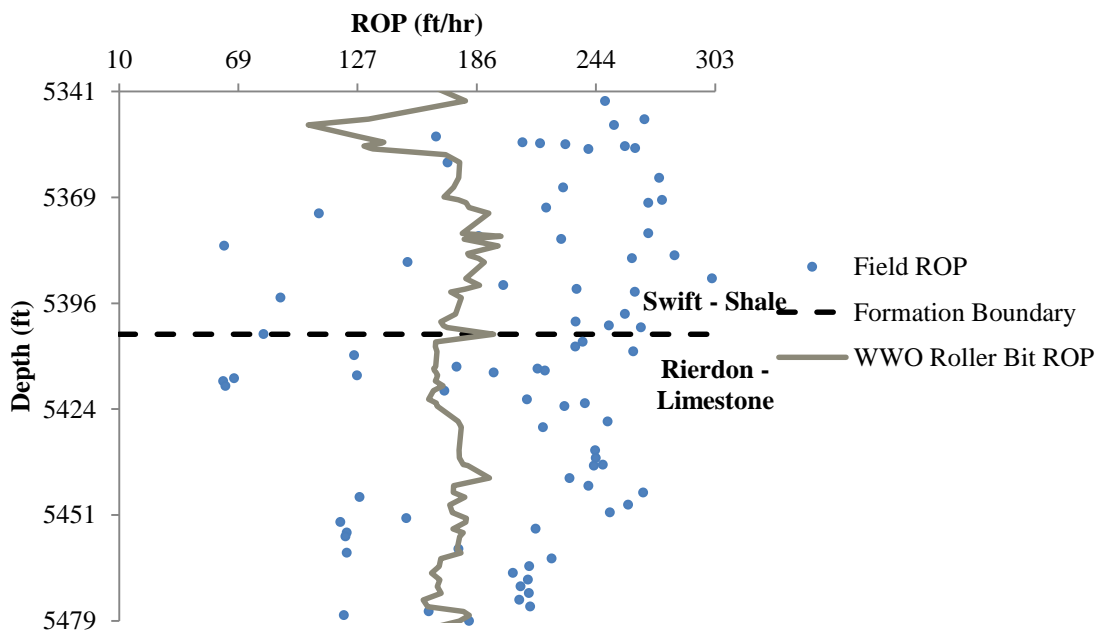 ROP (ft/hr)
10 69 127 186 244 303
5341
5369
5396
5424
5451
5479
Depth (ft)
Swift - Shale
Rierdon -
Limestone
Field ROP
Formation Boundary
WWO Roller Bit ROP